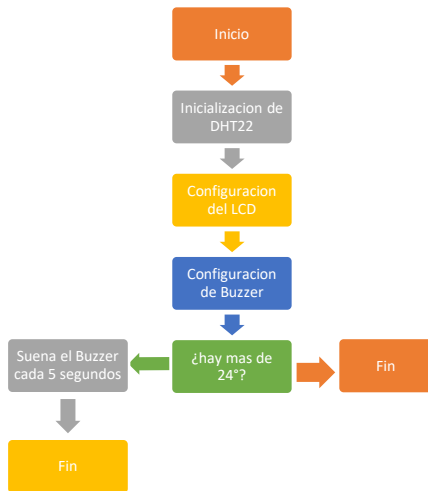 Inicio
Inicializacion de
DHT22
Configuracion
del LCD
Configuracion
de Buzzer
Suena el Buzzer
cada 5 segundos
¿hay mas de
24°?
Fin
Fin